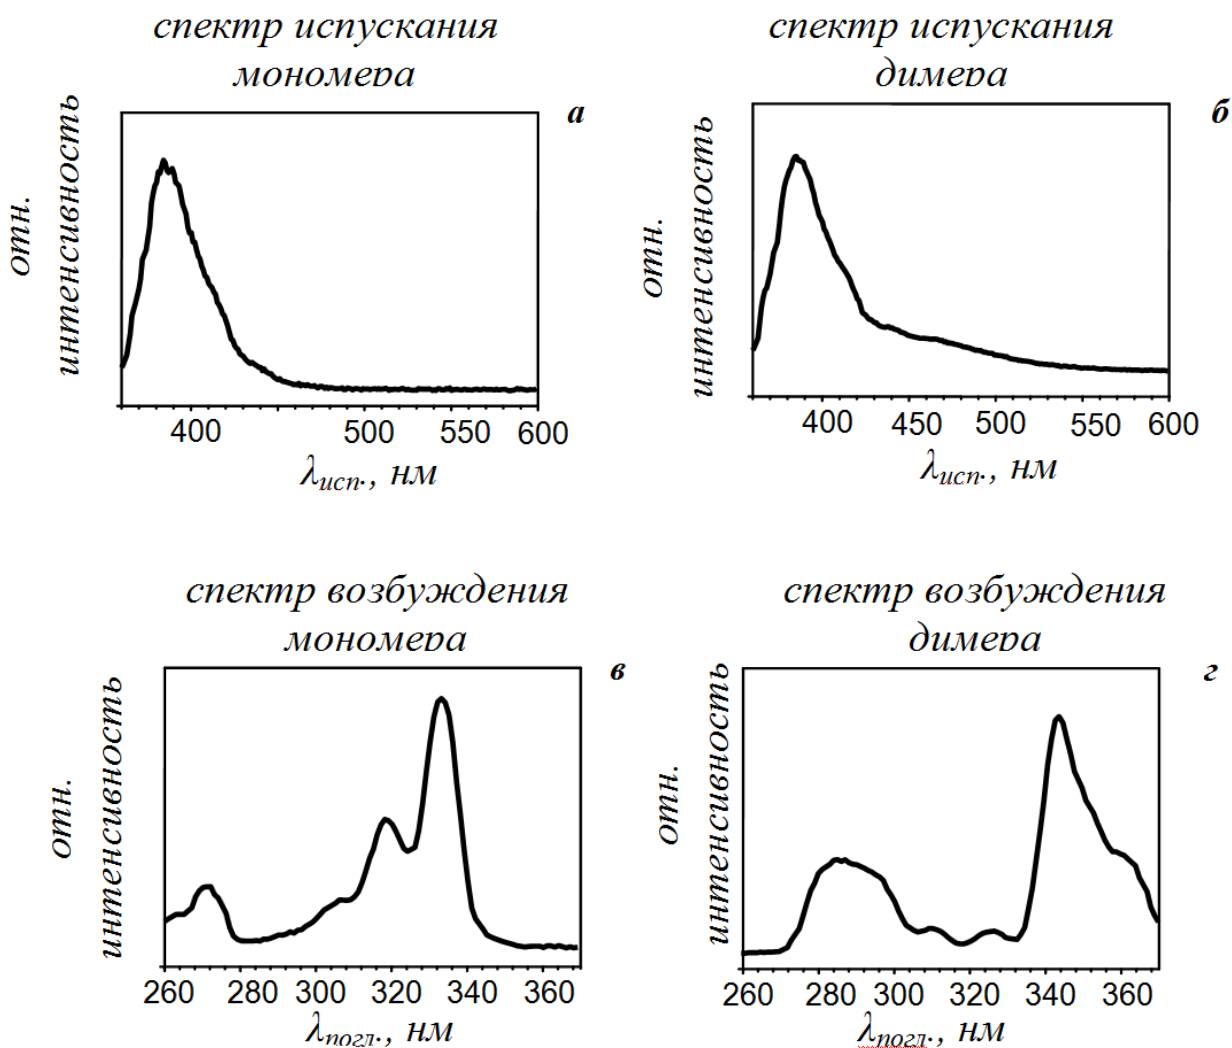 спектр испускания
мономера
а
отн.
интенсивность
400 500 550 600
λисп., нм
спектр испускания
димера
б
отн.
интенсивность
400 450 500 550 600
λисп., нм
спектр возбуждения
мономера
в
отн.
интенсивность
260 280 300 320 340 360
λпогл., нм
спектр возбуждения
димера
г
отн.
интенсивность
260 280 300 320 340 360
λпогл., нм